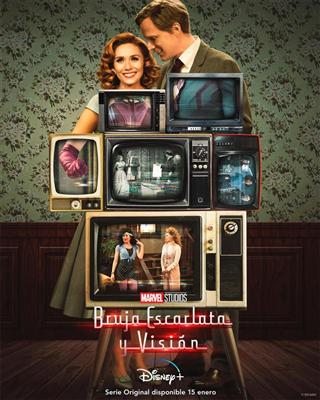 MARVEL STUDIOS
Bruja Escarlata
y Visión
Disney+
Serie Original disponible 15 enero